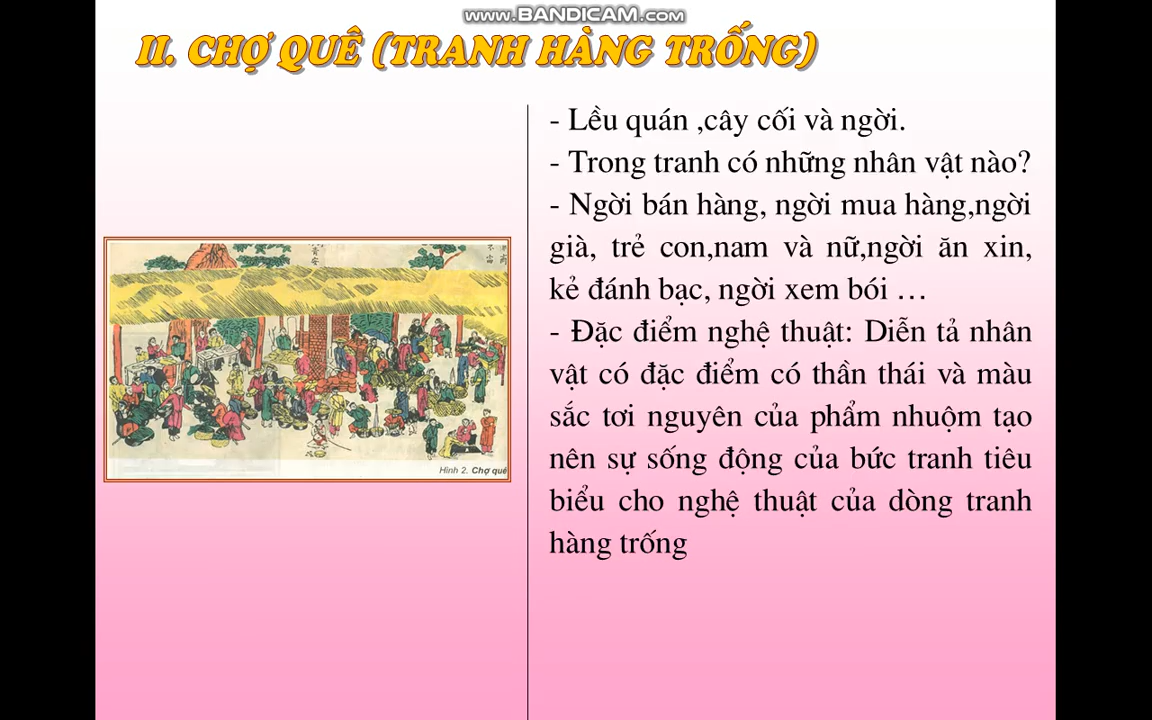 www.BANDICAM.com
II. CHỢ QUÊ (TRANH HÀNG TRỐNG)
- Lều quán ,cây cối và ngời.
- Trong tranh có những nhân vật nào?
- Ngời bán hàng, ngời mua hàng,ngời
già, trẻ con,nam và nữ,ngời ăn xin,
kẻ đánh bạc, ngời xem bói …
- Đặc điểm nghệ thuật: Diễn tả nhân
vật có đặc điểm có thần thái và màu
sắc tơi nguyên của phẩm nhuộm tạo
nên sự sống động của bức tranh tiêu
biểu cho nghệ thuật của dòng tranh
hàng trống
Hình 2. Chợ quê